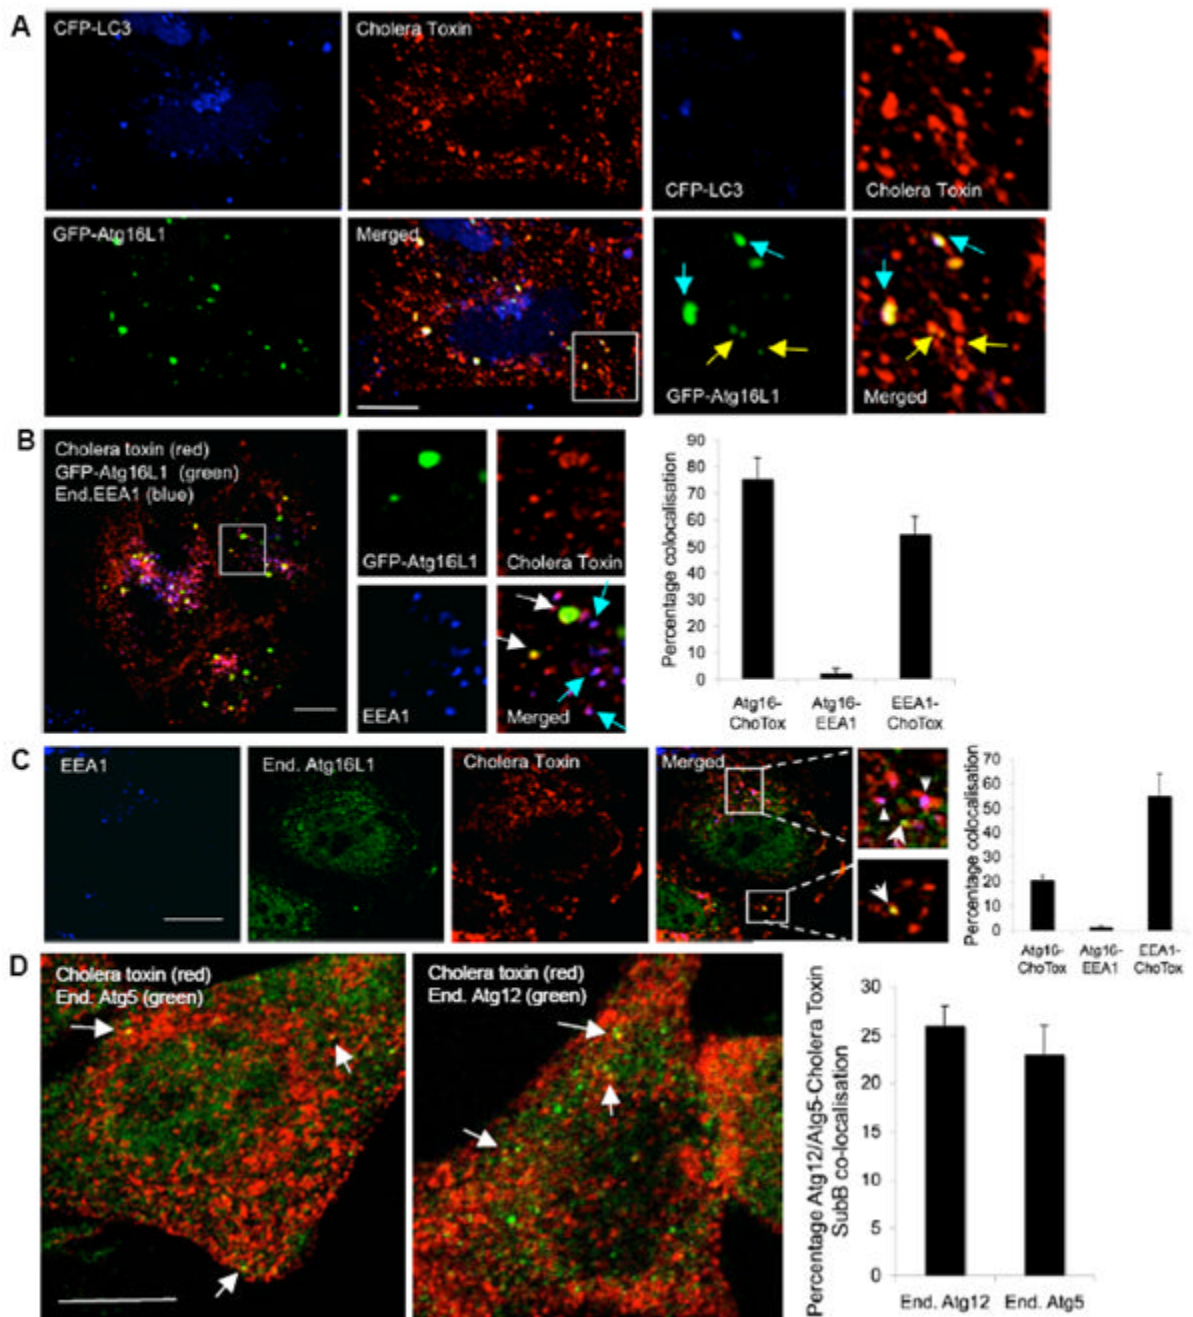 A
CFP-LC3
Cholera Toxin
CFP-LC3
Cholera Toxin
GFP-Atg16L1
Merged
GFP-Atg16L1
Merged
B
Cholera toxin (red)
GFP-Atg16L1 (green)
End.EEA1 (blue)
GFP-Atg16L1
Cholera Toxin
EEA1
Merged
Percentage colocalisation
90
80
70
60
50
40
30
20
10
0
Atg16-
ChoTox
Atg16-
EEA1
EEA1-
ChoTox
C
EEA1
End. Atg16L1
Cholera Toxin
Merged
Percentage colocalisation
70
60
50
40
30
20
10
0
Atg16-
ChoTox
Atg16-
EEA1
EEA1-
ChoTox
D
Cholera toxin (red)
End. Atg5 (green)
Cholera toxin (red)
End. Atg12 (green)
Percentage Atg12/Atg5-Cholera Toxin
SubB co-localisation
30
25
20
15
10
5
0
End. Atg12
End. Atg5